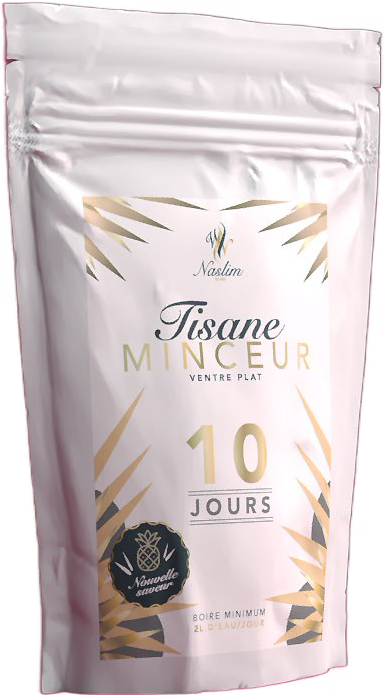 Naslim
Tisane
MINCEUR
VENTRE PLAT
10
JOURS
Nouvelle
saveur
BOIRE MINIMUM
2L D'EAU/JOUR